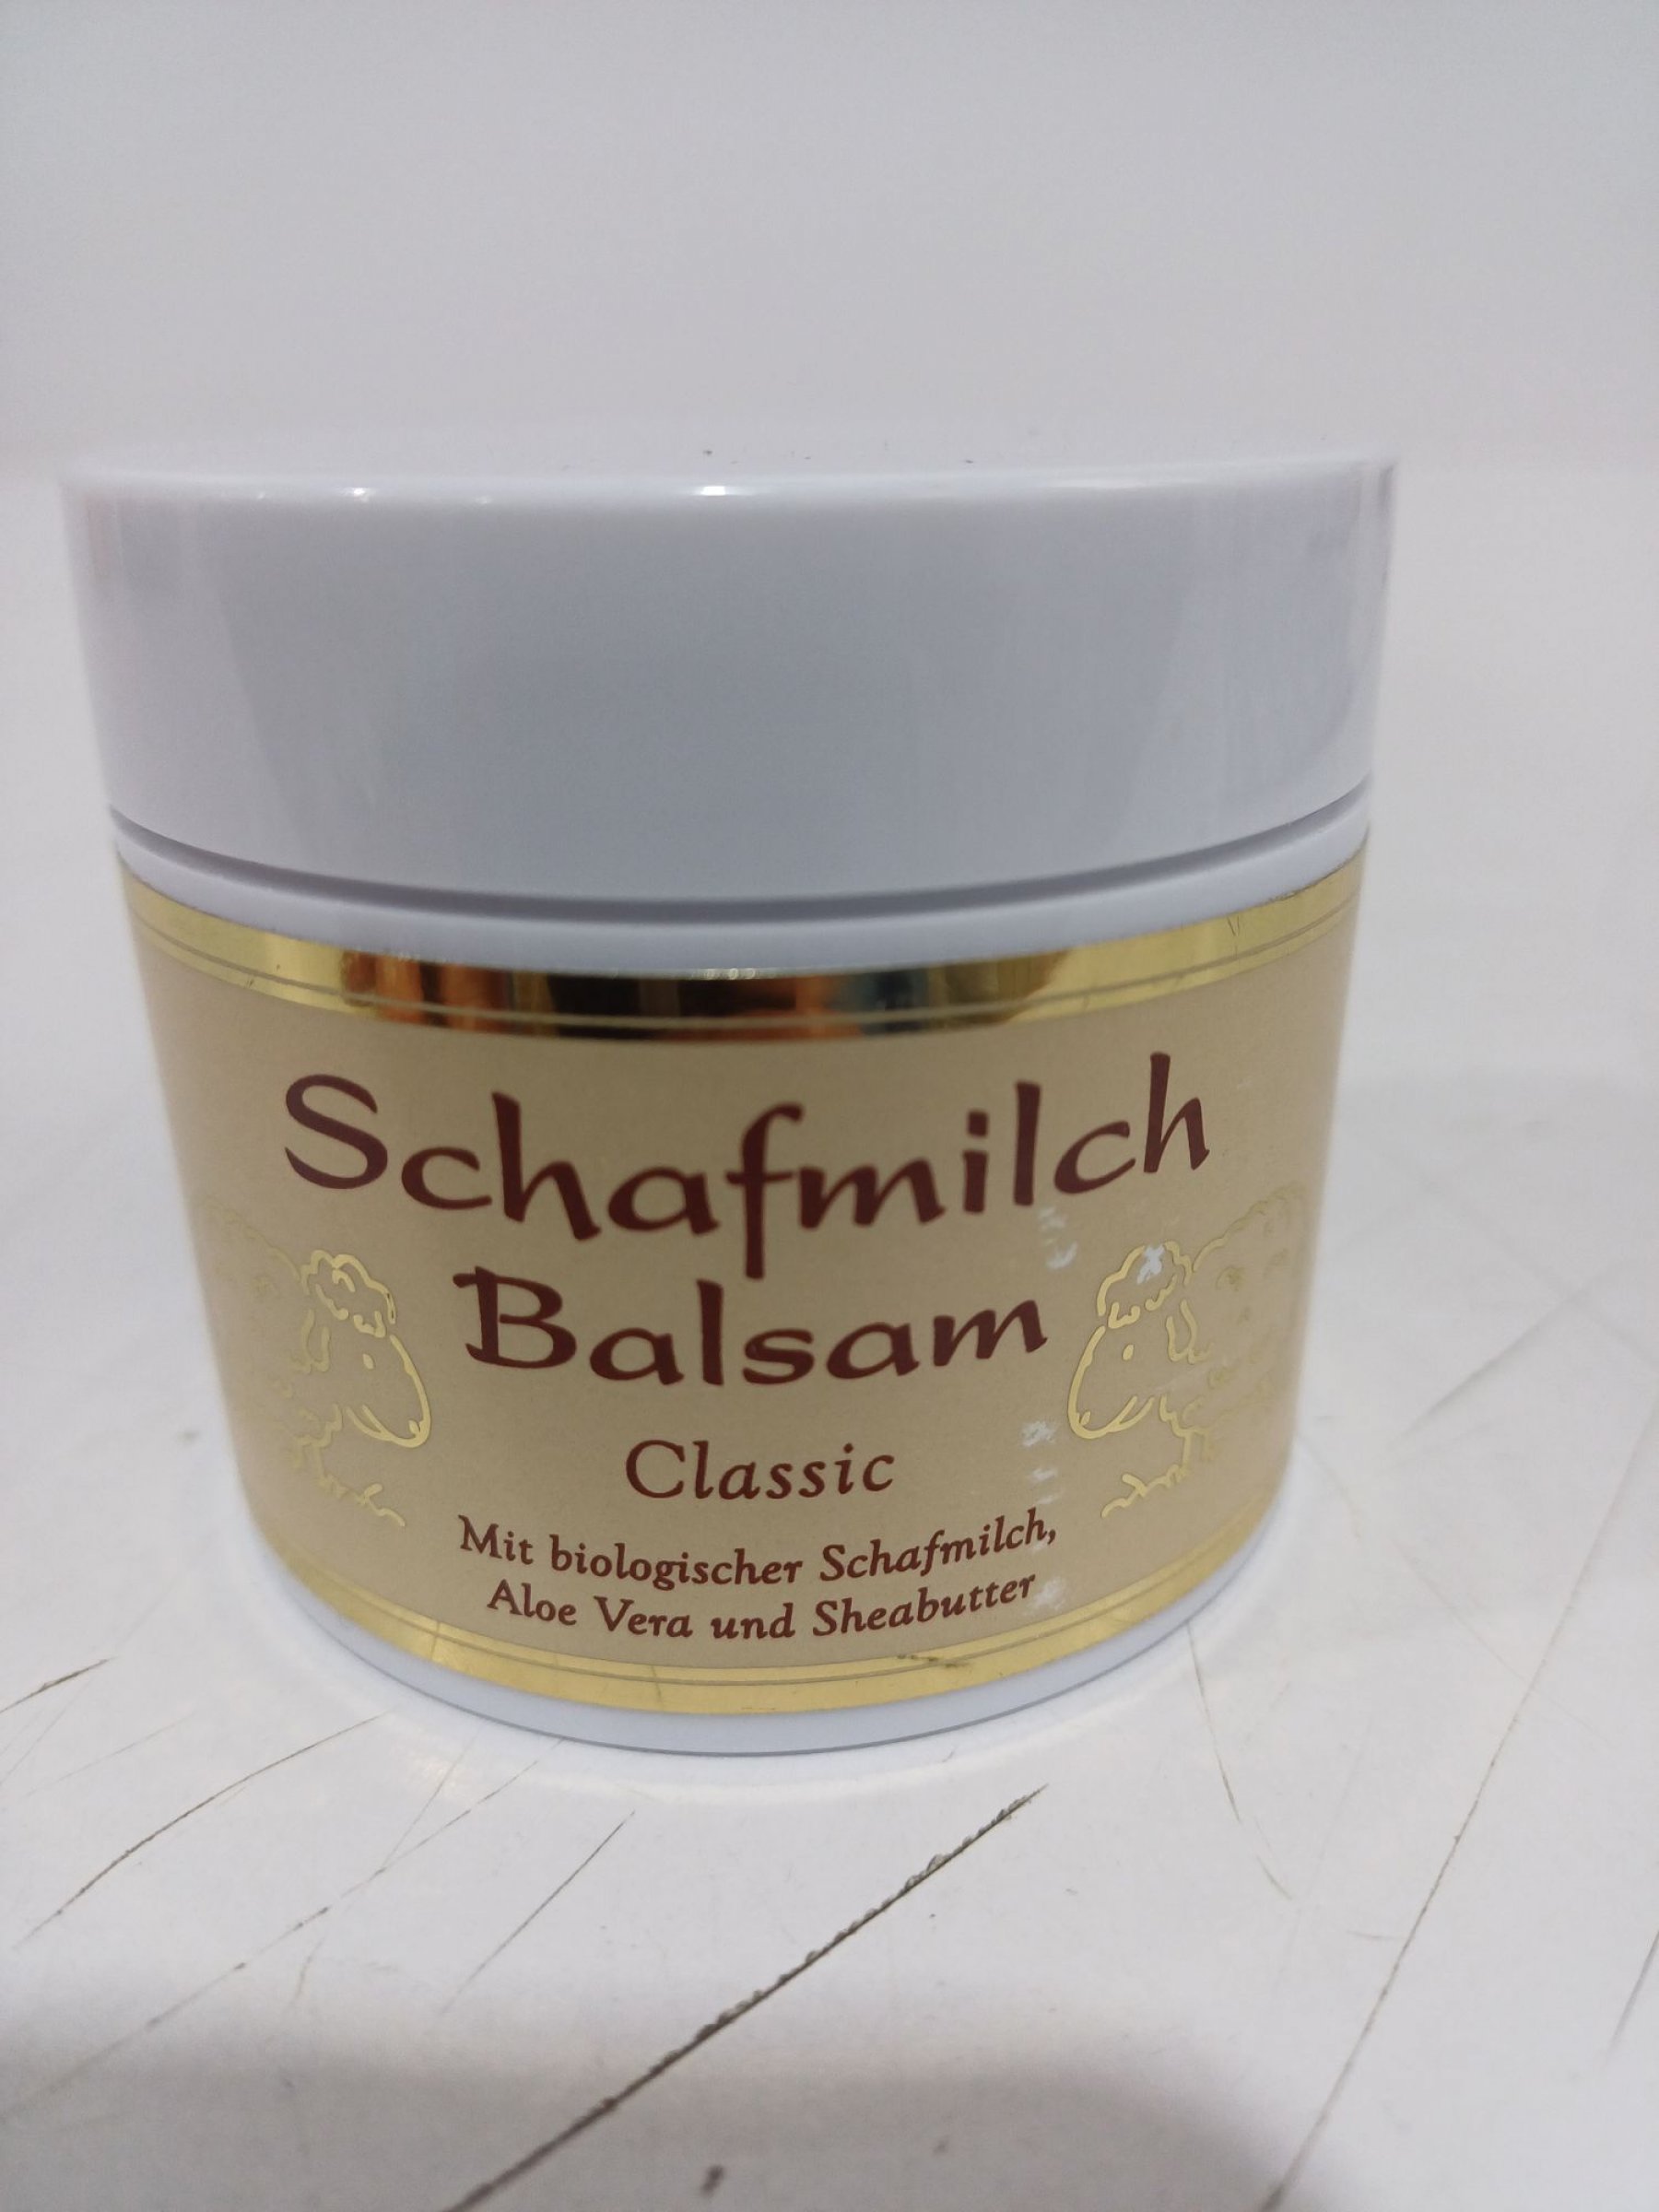 Schafmilch
Balsam
Classic
Mit biologischer Schafmilch,
Aloe Vera und Sheabutter